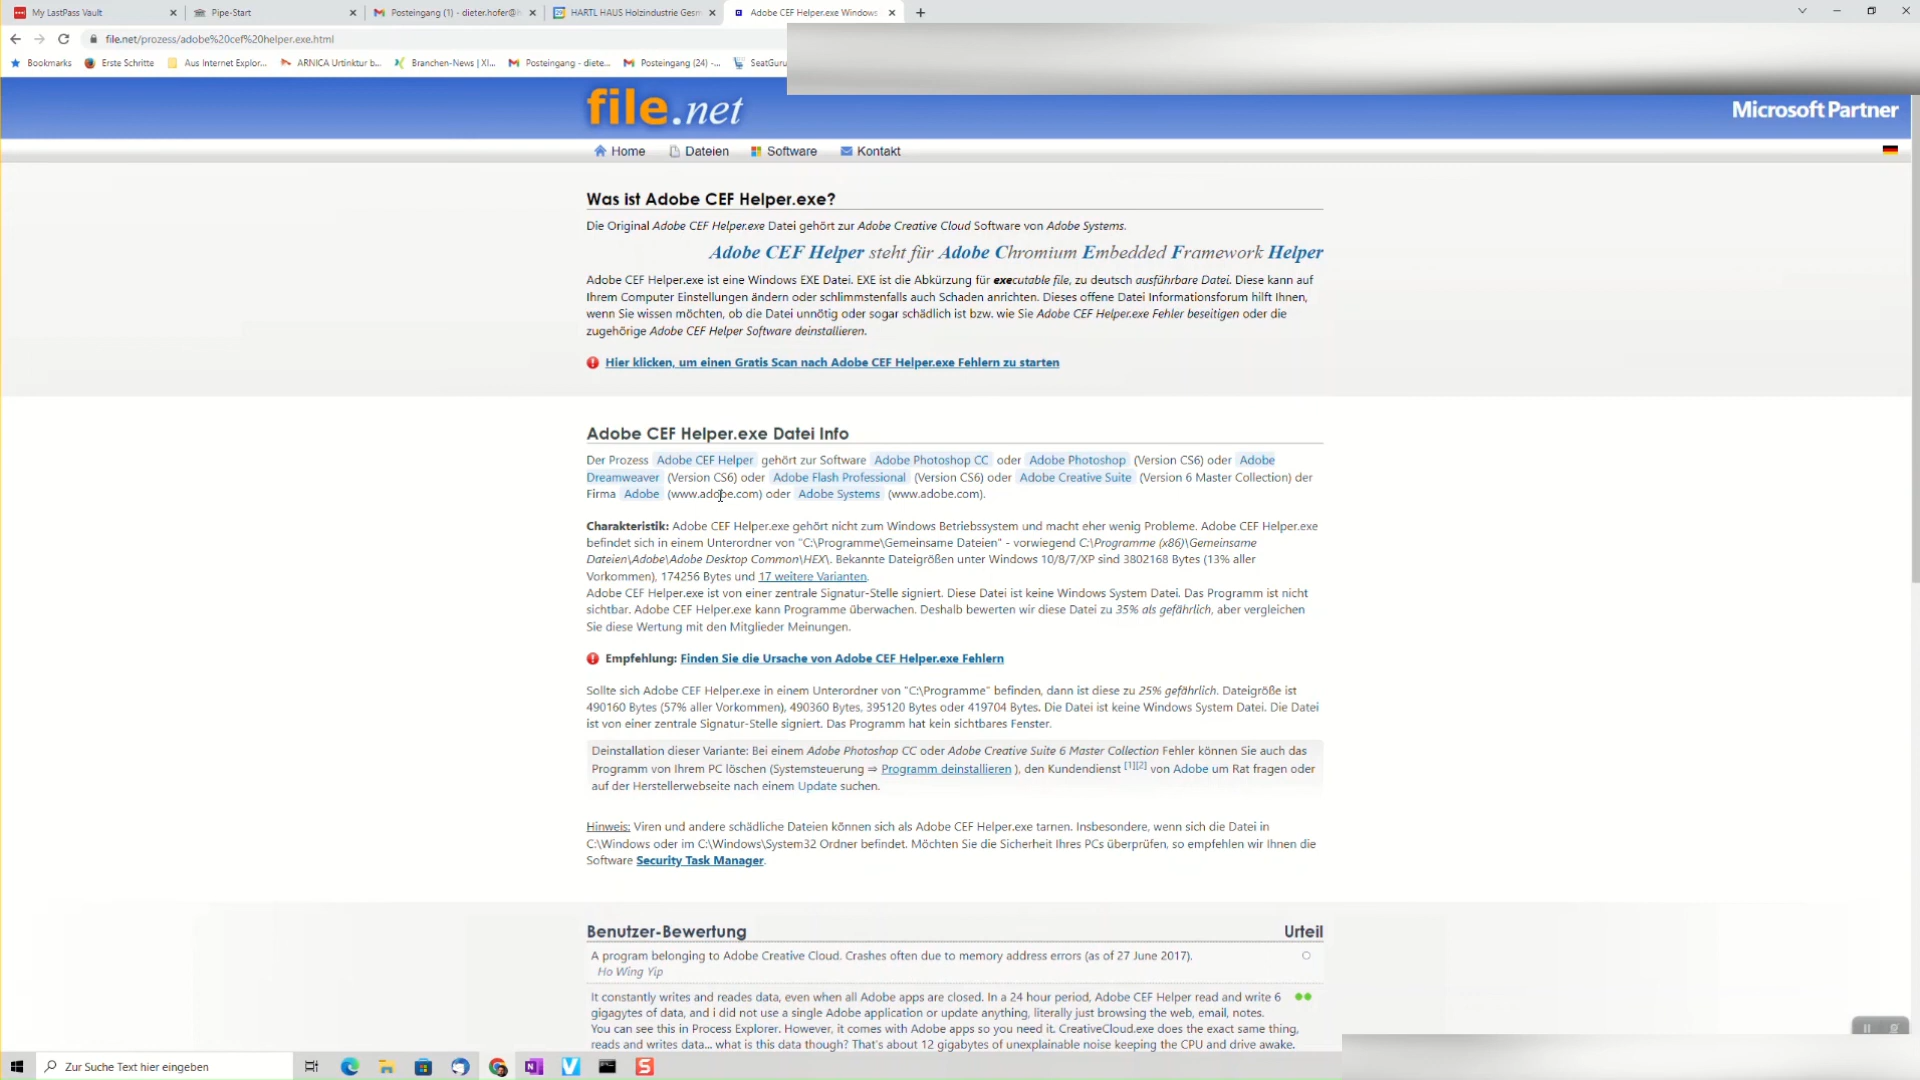 My LastPass Vault
Pipe-Start
Posteingang (1) - dieter.hofer@h
HARTL HAUS Holzindustrie Gesm
Adobe CEF Helper.exe Windows
file.net/prozess/adobe%20cef%20helper.exe.html
Bookmarks
Erste Schritte
Aus Internet Explor...
ARNICA Urtinktur b...
Branchen-News | XI...
Posteingang - diete...
Posteingang (24) -...
SeatGuru
file.net
Microsoft Partner
Home
Dateien
Software
Kontakt
Was ist Adobe CEF Helper.exe?
Die Original Adobe CEF Helper.exe Datei gehört zur Adobe Creative Cloud Software von Adobe Systems.
Adobe CEF Helper steht für Adobe Chromium Embedded Framework Helper
Adobe CEF Helper.exe ist eine Windows EXE Datei. EXE ist die Abkürzung für executable file, zu deutsch ausführbare Datei. Diese kann auf
Ihrem Computer Einstellungen ändern oder schlimmstenfalls auch Schaden anrichten. Dieses offene Datei Informationsforum hilft Ihnen,
wenn Sie wissen möchten, ob die Datei unnötig oder sogar schädlich ist bzw. wie Sie Adobe CEF Helper.exe Fehler beseitigen oder die
zugehörige Adobe CEF Helper Software deinstallieren.
Hier klicken, um einen Gratis Scan nach Adobe CEF Helper.exe Fehlern zu starten
Adobe CEF Helper.exe Datei Info
Der Prozess Adobe CEF Helper gehört zur Software Adobe Photoshop CC oder Adobe Photoshop (Version CS6) oder Adobe
Dreamweaver (Version CS6) oder Adobe Flash Professional (Version CS6) oder Adobe Creative Suite (Version 6 Master Collection) der
Firma Adobe (www.adobe.com) oder Adobe Systems (www.adobe.com).
Charakteristik: Adobe CEF Helper.exe gehört nicht zum Windows Betriebssystem und macht eher wenig Probleme. Adobe CEF Helper.exe
befindet sich in einem Unterordner von "C:\Programme\Gemeinsame Dateien" - vorwiegend C:\Programme (x86)\Gemeinsame
Dateien\Adobe\Adobe Desktop Common\HEX\. Bekannte Dateigrößen unter Windows 10/8/7/XP sind 3802168 Bytes (13% aller
Vorkommen), 174256 Bytes und 17 weitere Varianten.
Adobe CEF Helper.exe ist von einer zentrale Signatur-Stelle signiert. Diese Datei ist keine Windows System Datei. Das Programm ist nicht
sichtbar. Adobe CEF Helper.exe kann Programme überwachen. Deshalb bewerten wir diese Datei zu 35% als gefährlich, aber vergleichen
Sie diese Wertung mit den Mitglieder Meinungen.
Empfehlung: Finden Sie die Ursache von Adobe CEF Helper.exe Fehlern
Sollte sich Adobe CEF Helper.exe in einem Unterordner von "C:\Programme" befinden, dann ist diese zu 25% gefährlich. Dateigröße ist
490160 Bytes (57% aller Vorkommen), 490360 Bytes, 395120 Bytes oder 419704 Bytes. Die Datei ist keine Windows System Datei. Die Datei
ist von einer zentrale Signatur-Stelle signiert. Das Programm hat kein sichtbares Fenster.
Deinstallation dieser Variante: Bei einem Adobe Photoshop CC oder Adobe Creative Suite 6 Master Collection Fehler können Sie auch das
Programm von Ihrem PC löschen (Systemsteuerung ⇒ Programm deinstallieren ), den Kundendienst [1][2] von Adobe um Rat fragen oder
auf der Herstellerwebseite nach einem Update suchen.
Hinweis: Viren und andere schädliche Dateien können sich als Adobe CEF Helper.exe tarnen. Insbesondere, wenn sich die Datei in
C:\Windows oder im C:\Windows\System32 Ordner befindet. Möchten Sie die Sicherheit Ihres PCs überprüfen, so empfehlen wir Ihnen die
Software Security Task Manager.
Benutzer-Bewertung
Urteil
A program belonging to Adobe Creative Cloud. Crashes often due to memory address errors (as of 27 June 2017).
Ho Wing Yip
It constantly writes and reades data, even when all Adobe apps are closed. In a 24 hour period, Adobe CEF Helper read and write 6
gigagytes of data, and i did not use a single Adobe application or update anything, literally just browsing the web, email, notes.
You can see this in Process Explorer. However, it comes with Adobe apps so you need it. CreativeCloud.exe does the exact same thing,
reads and writes data... what is this data though? That's about 12 gigabytes of unexplainable noise keeping the CPU and drive awake.
Zur Suche Text hier eingeben